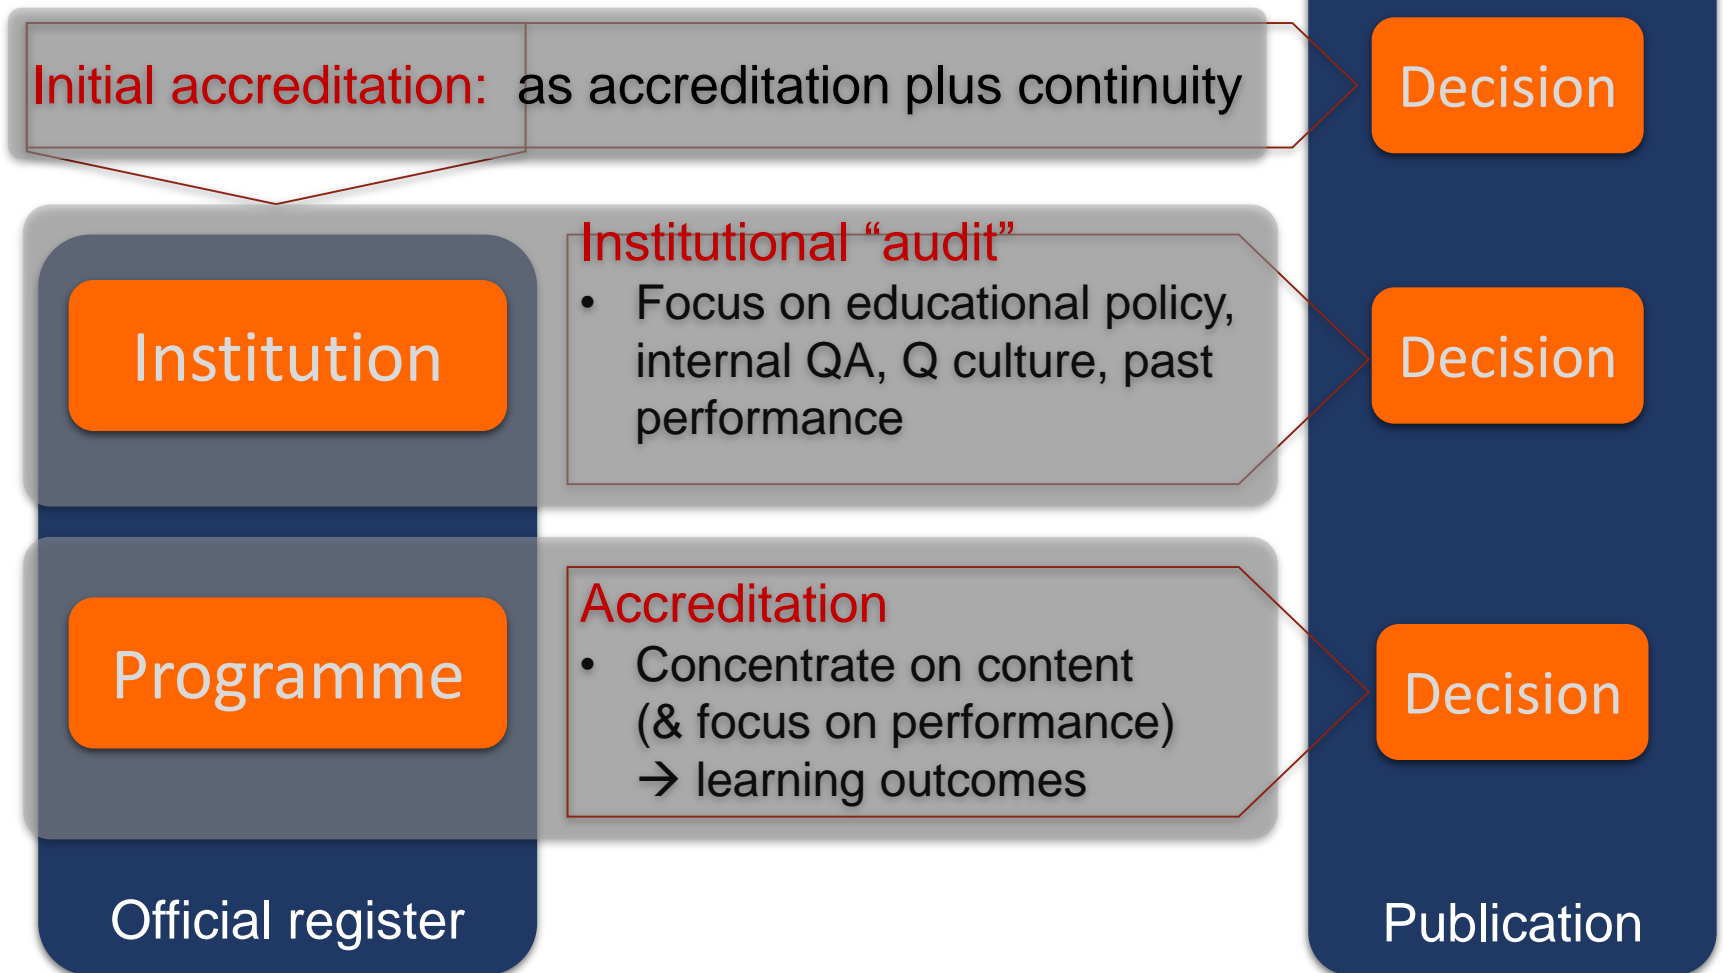 Initial accreditation: as accreditation plus continuity
Decision
Institution
Institutional “audit”
• Focus on educational policy,
internal QA, Q culture, past
performance
Decision
Programme
Accreditation
• Concentrate on content
(& focus on performance)
→ learning outcomes
Decision
Official register
Publication